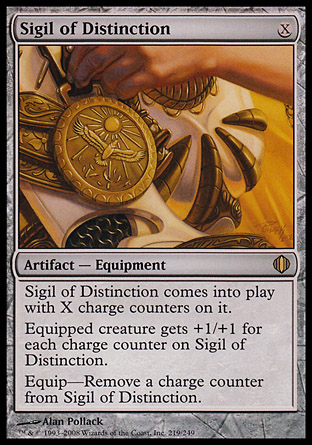 Sigil of Distinction X
Artifact — Equipment
Sigil of Distinction comes into play
with X charge counters on it.
Equipped creature gets +1/+1 for
each charge counter on Sigil of
Distinction.
Equip—Remove a charge counter
from Sigil of Distinction.
Alan Pollack
™ & © 1993–2008 Wizards of the Coast, Inc. 219/249